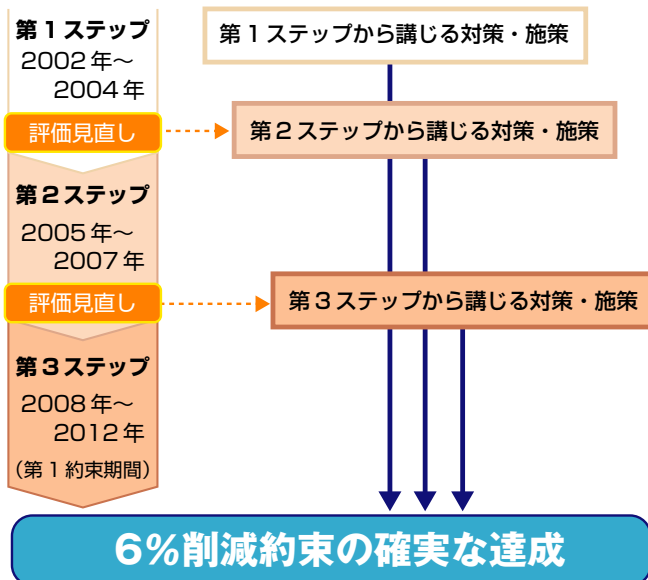 第1ステップ
2002年〜
2004年
第1ステップから講じる対策・施策
評価見直し
第2ステップから講じる対策・施策
第2ステップ
2005年〜
2007年
評価見直し
第3ステップから講じる対策・施策
第3ステップ
2008年〜
2012年
(第1約束期間)
6%削減約束の確実な達成